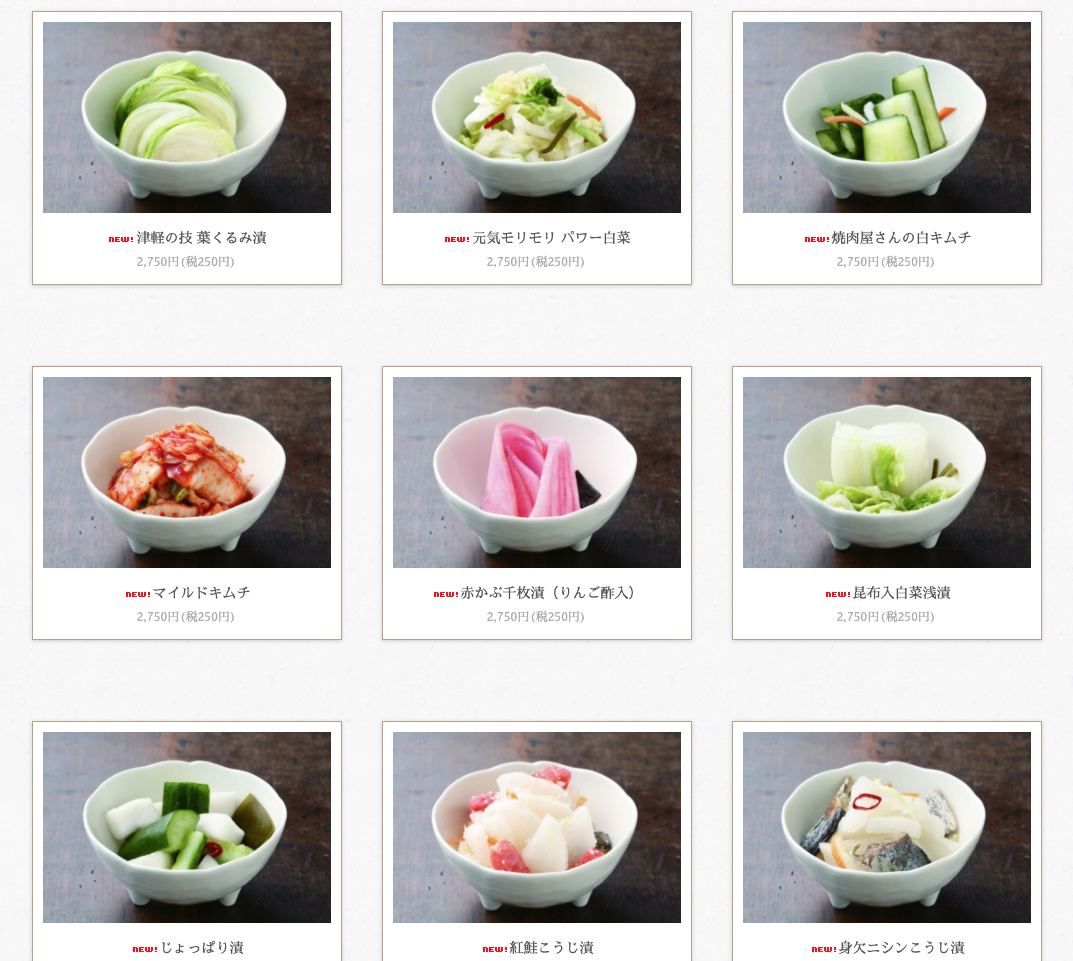 NEW! 津軽の技 葉くるみ漬
2,750円(税250円)
NEW! 元気モリモリ パワー白菜
2,750円(税250円)
NEW! 焼肉屋さんの白キムチ
2,750円(税250円)
NEW! マイルドキムチ
2,750円(税250円)
NEW! 赤かぶ千枚漬（りんご酢入）
2,750円(税250円)
NEW! 昆布入白菜浅漬
2,750円(税250円)
NEW! じょっぱり漬
NEW! 紅鮭こうじ漬
NEW! 身欠ニシンこうじ漬